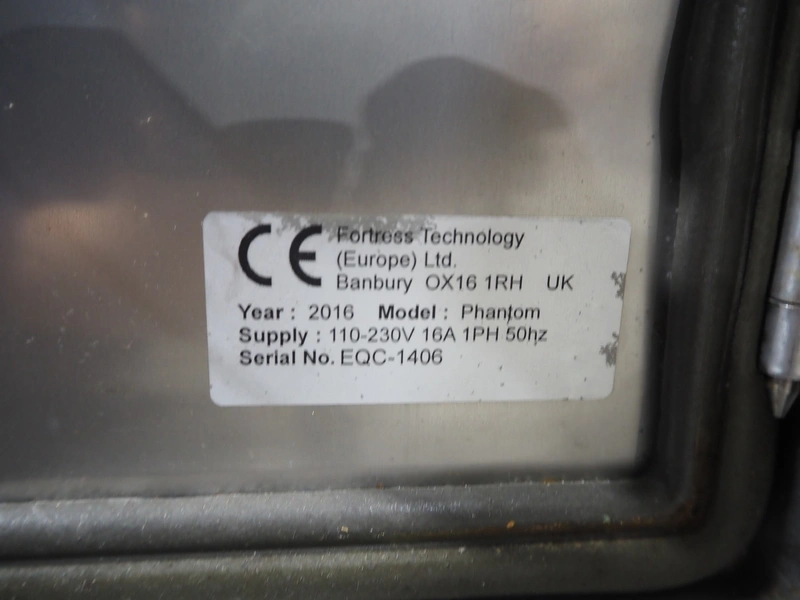 CE Fortress Technology
(Europe) Ltd.
Banbury OX16 1RH UK
Year : 2016 Model : Phantom
Supply : 110-230V 16A 1PH 50hz
Serial No. EQC-1406